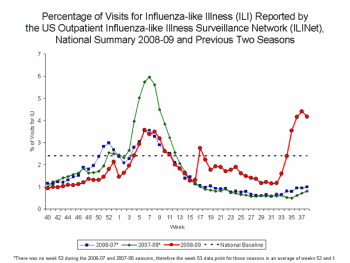 Percentage of Visits for Influenza-like Illness (ILI) Reported by
the US Outpatient Influenza-like Illness Surveillance Network (ILINet),
National Summary 2008-09 and Previous Two Seasons
7
6
5
4
3
2
1
0
% of Visits for ILI
40 42 44 46 48 50 52 1 3 5 7 9 11 13 15 17 19 21 23 25 27 29 31 33 35 37
Week
2006-07* 2007-08* 2008-09 National Baseline
*There was no week 53 during the 2006-07 and 2007-08 seasons, therefore the week 53 data point for those seasons is an average of weeks 52 and 1.